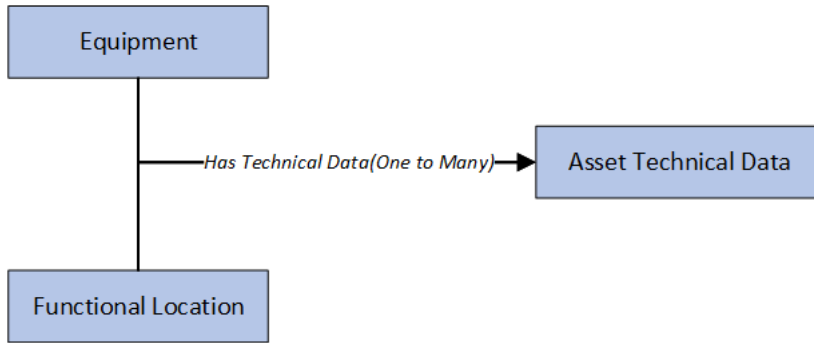 Equipment
Has Technical Data(One to Many)
Asset Technical Data
Functional Location